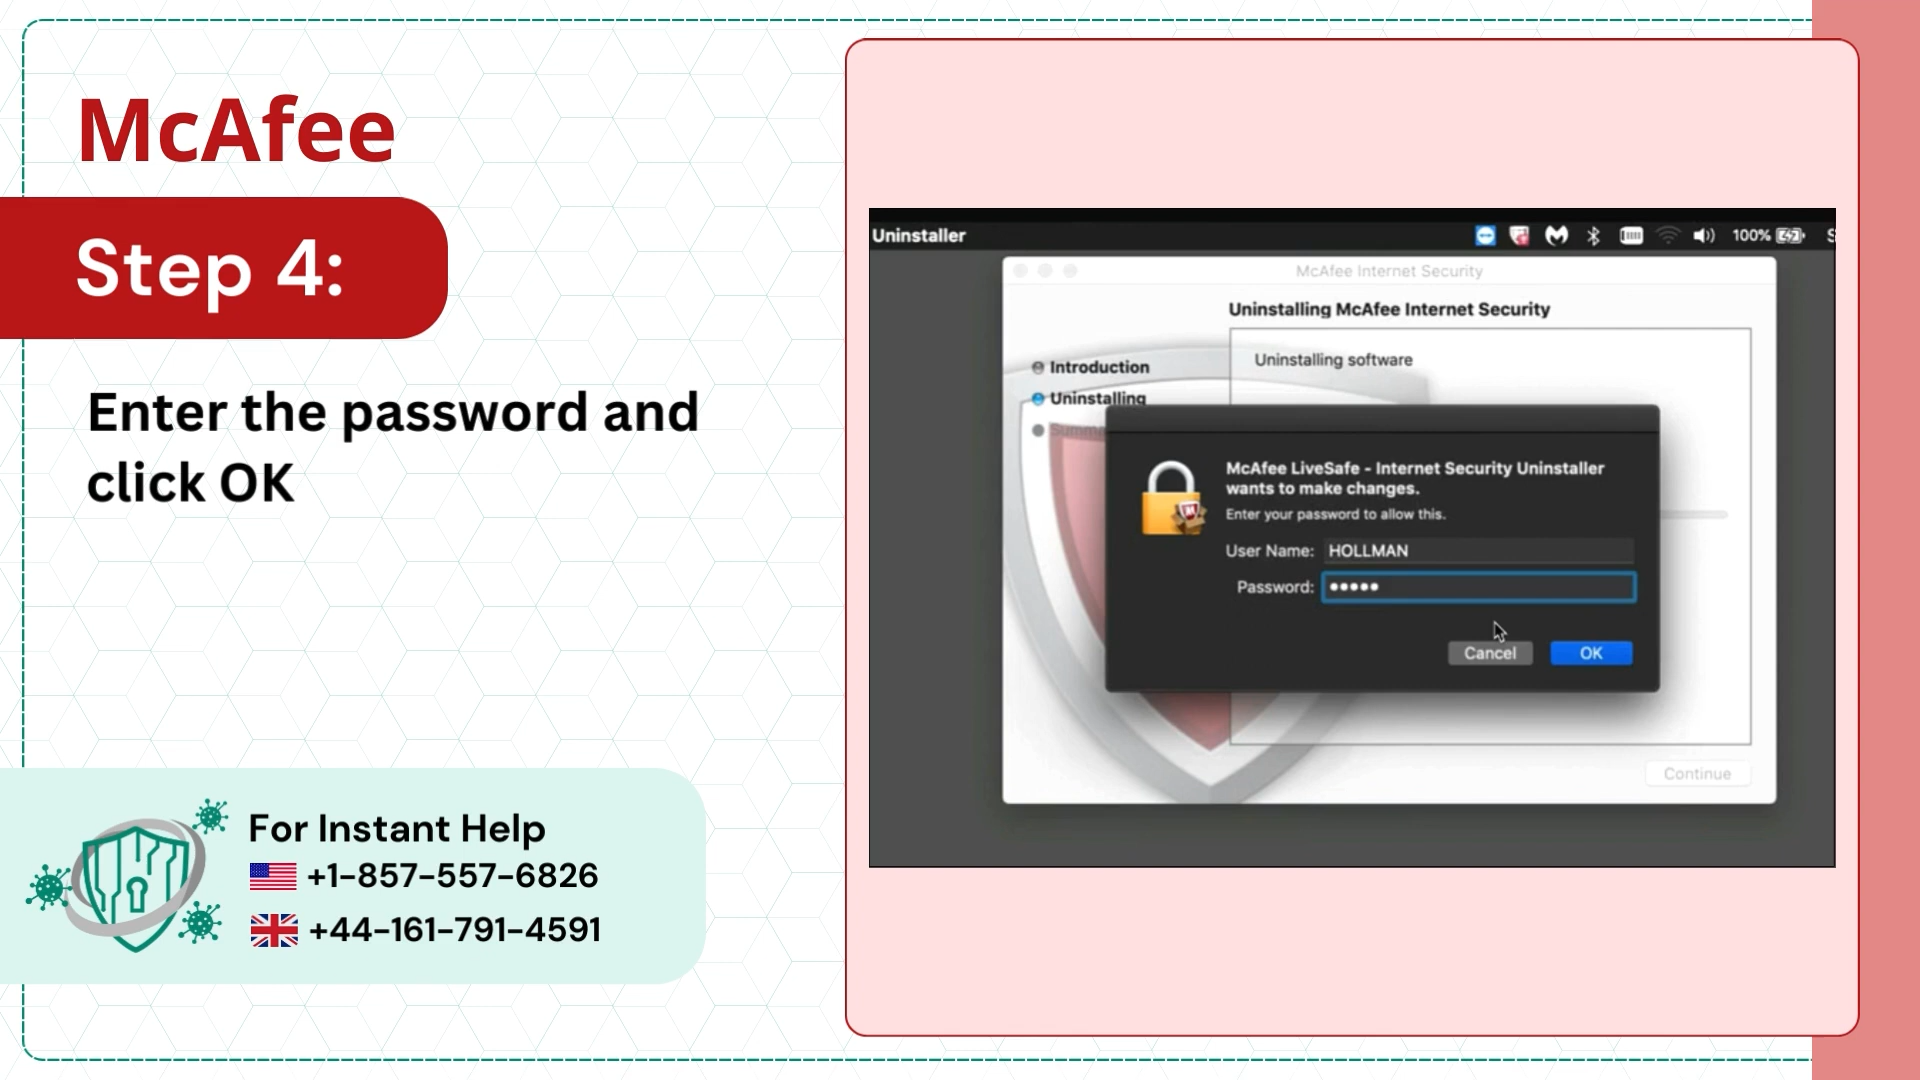 McAfee
Step 4:
Enter the password and
click OK
For Instant Help
+1-857-557-6826
+44-161-791-4591
Uninstaller
100%
McAfee Internet Security
Uninstalling McAfee Internet Security
Introduction
Uninstalling
Uninstalling software
McAfee LiveSafe - Internet Security Uninstaller
wants to make changes.
Enter your password to allow this.
User Name: HOLLMAN
Password: •••••
Cancel
OK
Continue